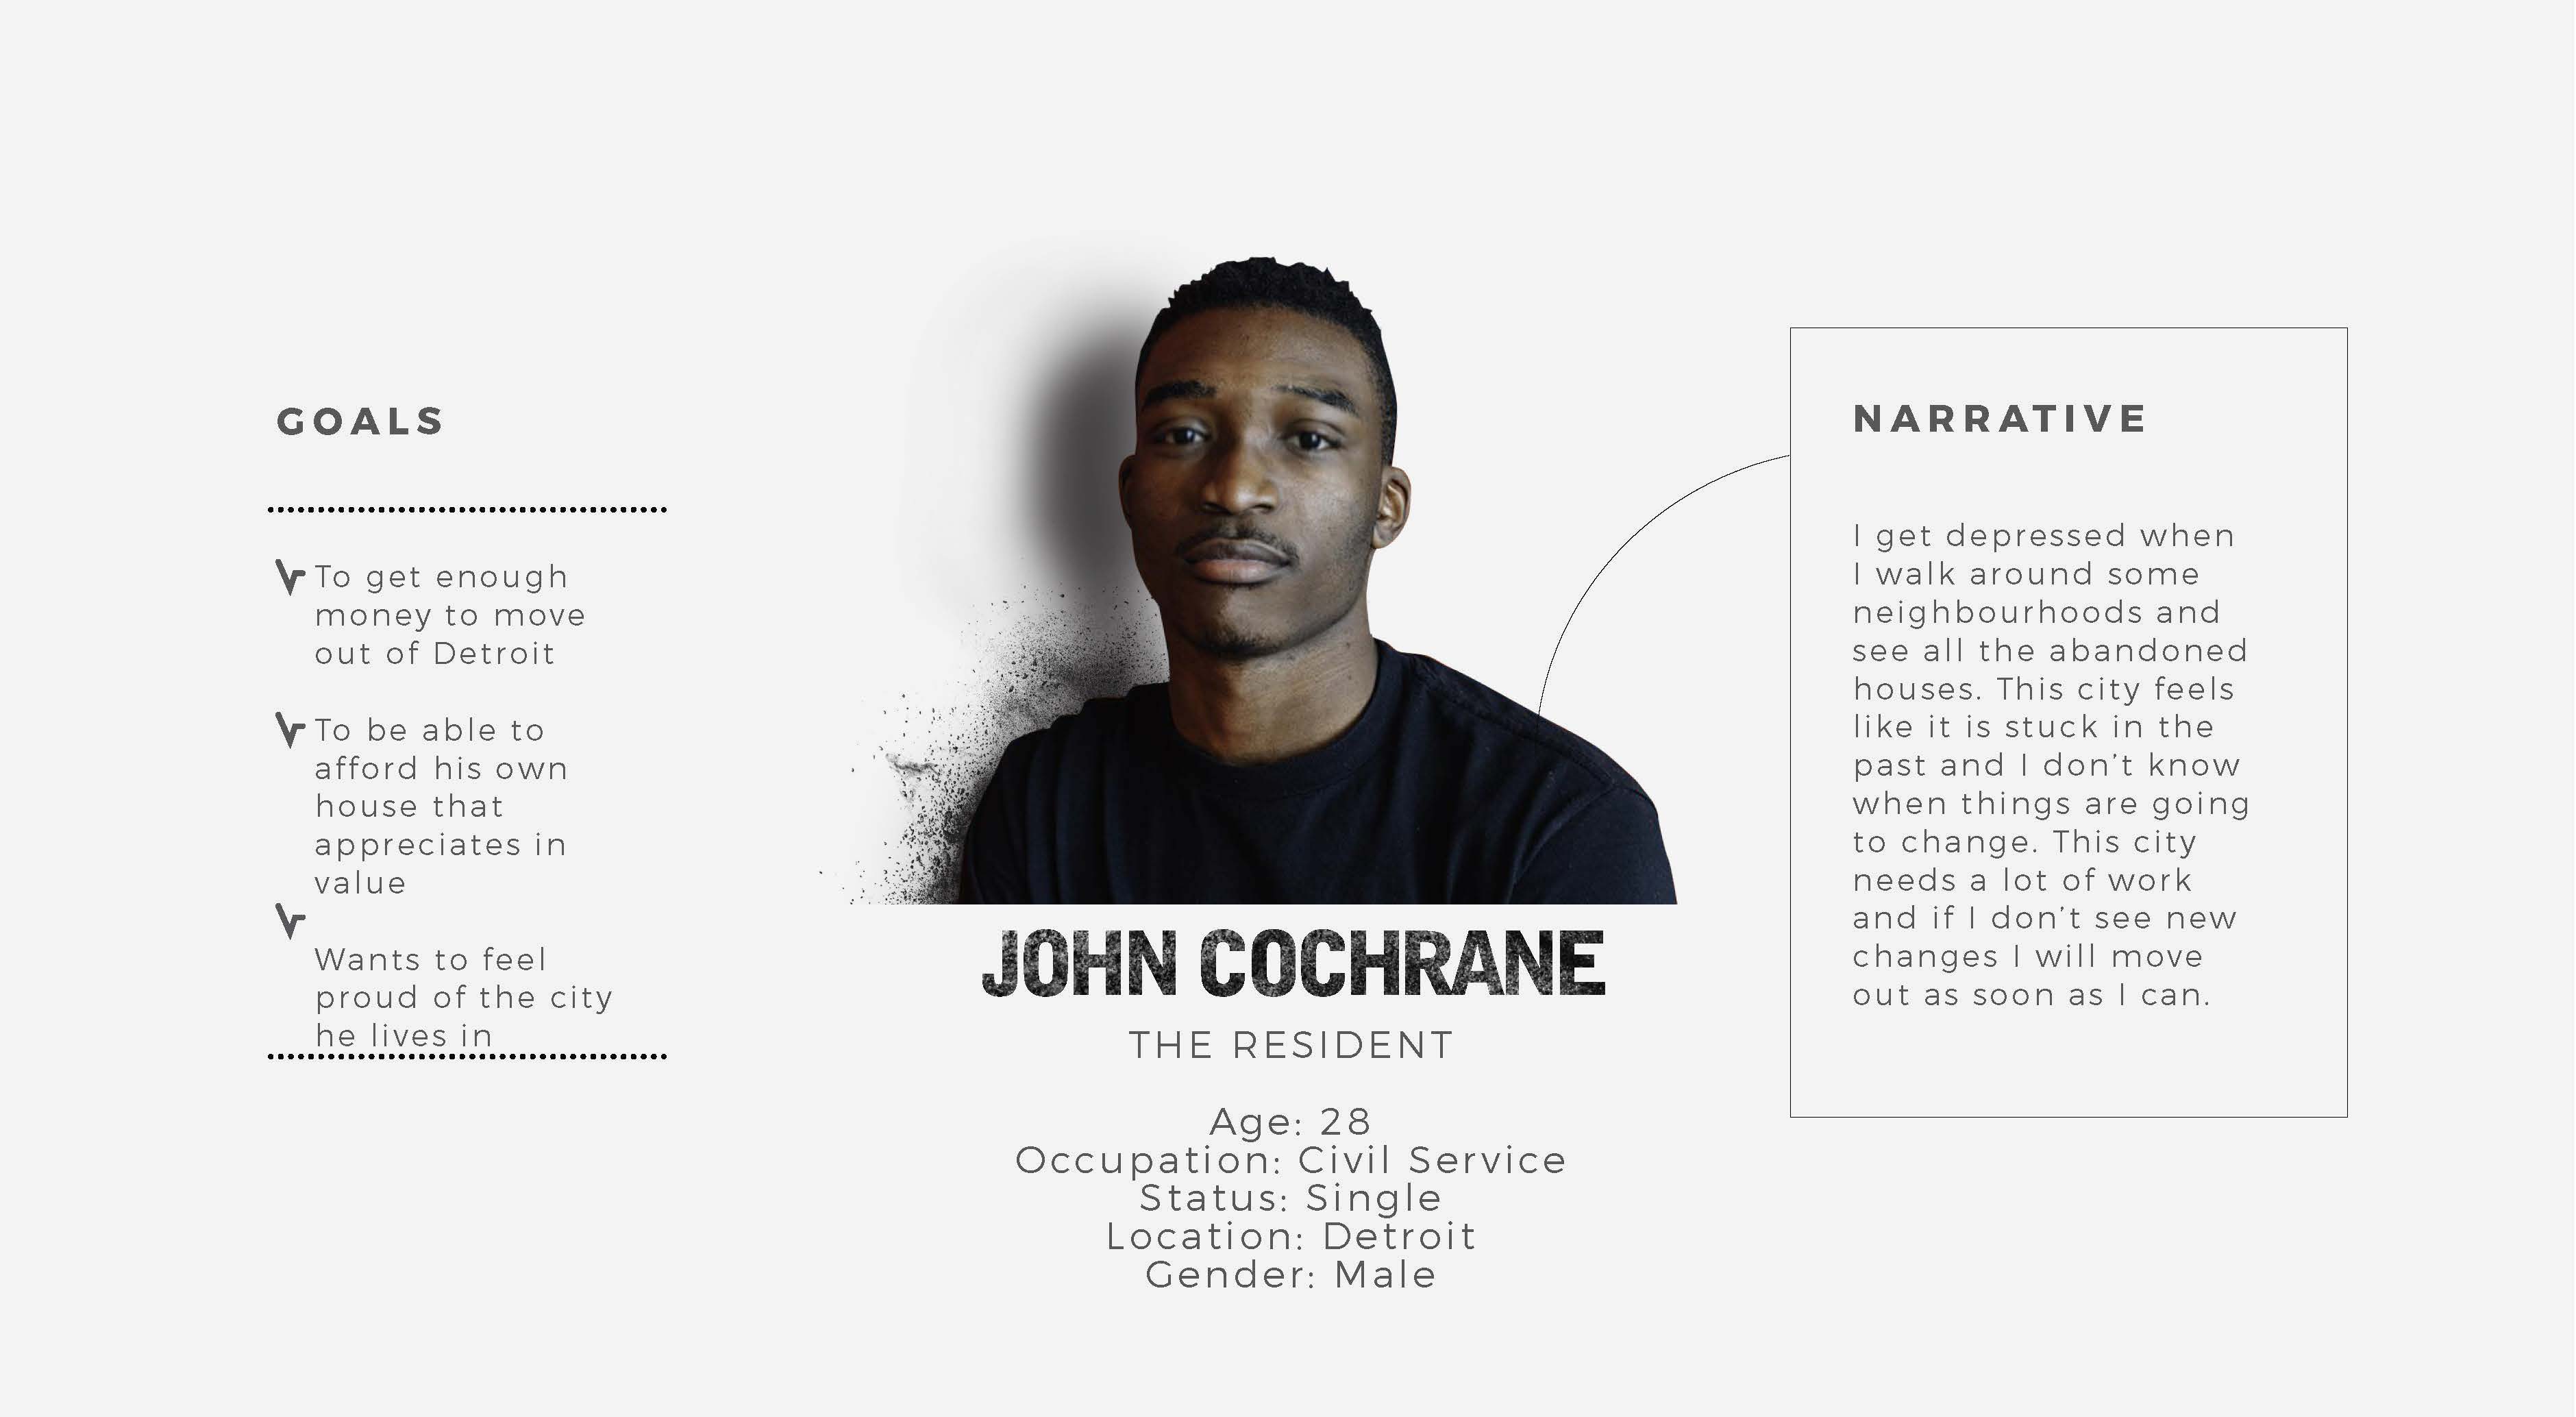 GOALS
To get enough
money to move
out of Detroit
To be able to
afford his own
house that
appreciates in
value
Wants to feel
proud of the city
he lives in
JOHN COCHRANE
THE RESIDENT
Age: 28
Occupation: Civil Service
Status: Single
Location: Detroit
Gender: Male
NARRATIVE
I get depressed when
I walk around some
neighbourhoods and
see all the abandoned
houses. This city feels
like it is stuck in the
past and I don’t know
when things are going
to change. This city
needs a lot of work
and if I don’t see new
changes I will move
out as soon as I can.